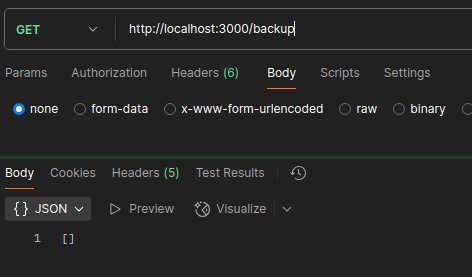 GET http://localhost:3000/backup
Params Authorization Headers (6) Body Scripts Settings
none form-data x-www-form-urlencoded raw binary
Body Cookies Headers (5) Test Results
{} JSON Preview Visualize
1 []